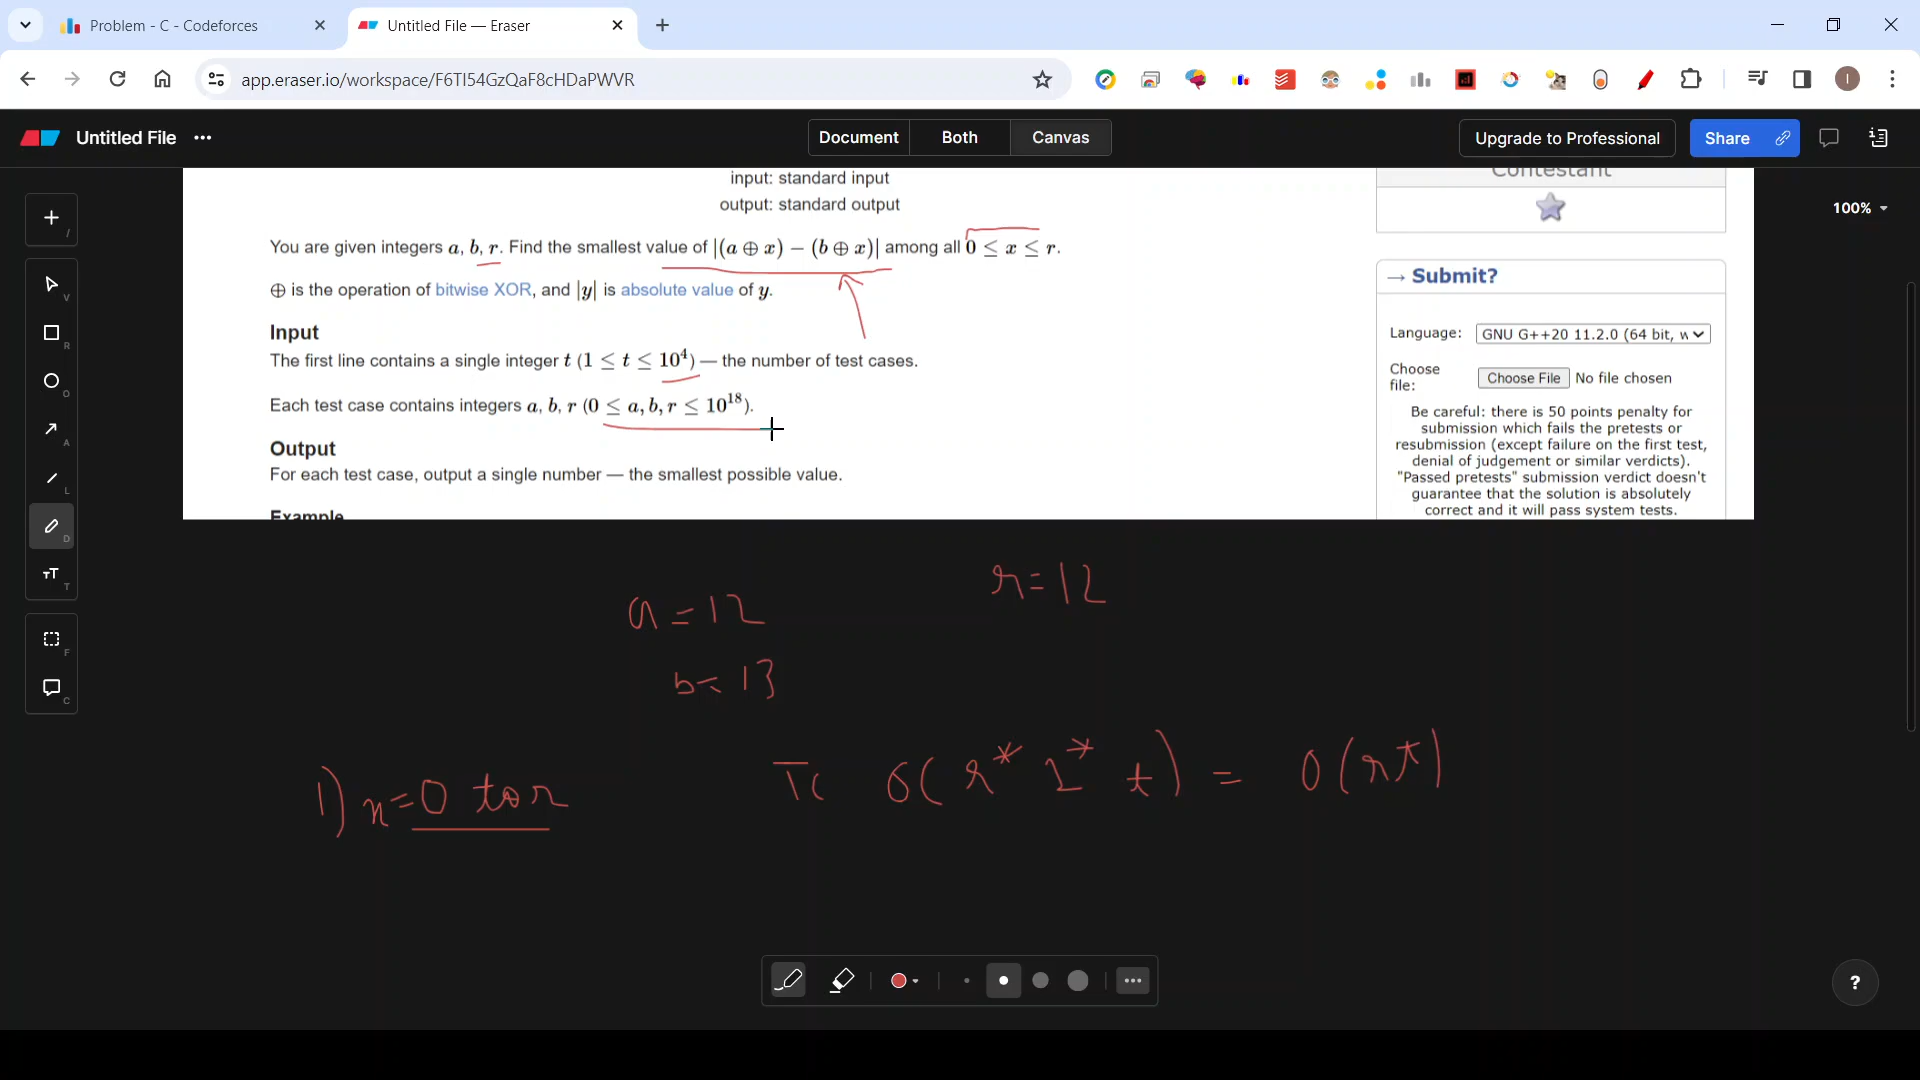 Problem - C - Codeforces
Untitled File — Eraser
app.eraser.io/workspace/F6TI54GzQaF8cHDaPWVR
I
Untitled File
Document
Both
Canvas
Upgrade to Professional
Share
100%
input: standard input
output: standard output
You are given integers a, b, r. Find the smallest value of |(a ⊕ x) − (b ⊕ x)| among all 0 ≤ x ≤ r.
⊕ is the operation of bitwise XOR, and |y| is absolute value of y.
Input
The first line contains a single integer t (1 ≤ t ≤ 10⁴) — the number of test cases.
Each test case contains integers a, b, r (0 ≤ a, b, r ≤ 10¹⁸).
Output
For each test case, output a single number — the smallest possible value.
Example
Contestant
→ Submit?
Language:
GNU G++20 11.2.0 (64 bit, w
Choose file:
Choose File No file chosen
Be careful: there is 50 points penalty for
submission which fails the pretests or
resubmission (except failure on the first test,
denial of judgement or similar verdicts).
"Passed pretests" submission verdict doesn't
guarantee that the solution is absolutely
correct and it will pass system tests.
/
V
R
O
A
L
D
T
F
C
r=12
a=12
b= 13
1) x=0 to r
TC O(r* 2* t) = O(rt)
?